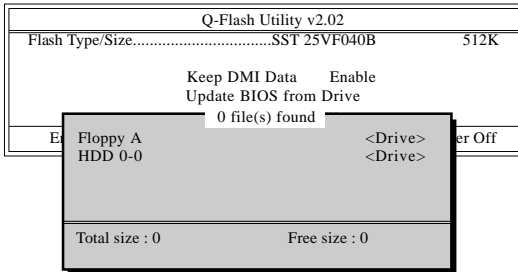 Q-Flash Utility v2.02
Flash Type/Size.................................SST 25VF040B 512K
Keep DMI Data Enable
Update BIOS from Drive
0 file(s) found
Floppy A <Drive>
HDD 0-0 <Drive>
Off
Total size : 0 Free size : 0